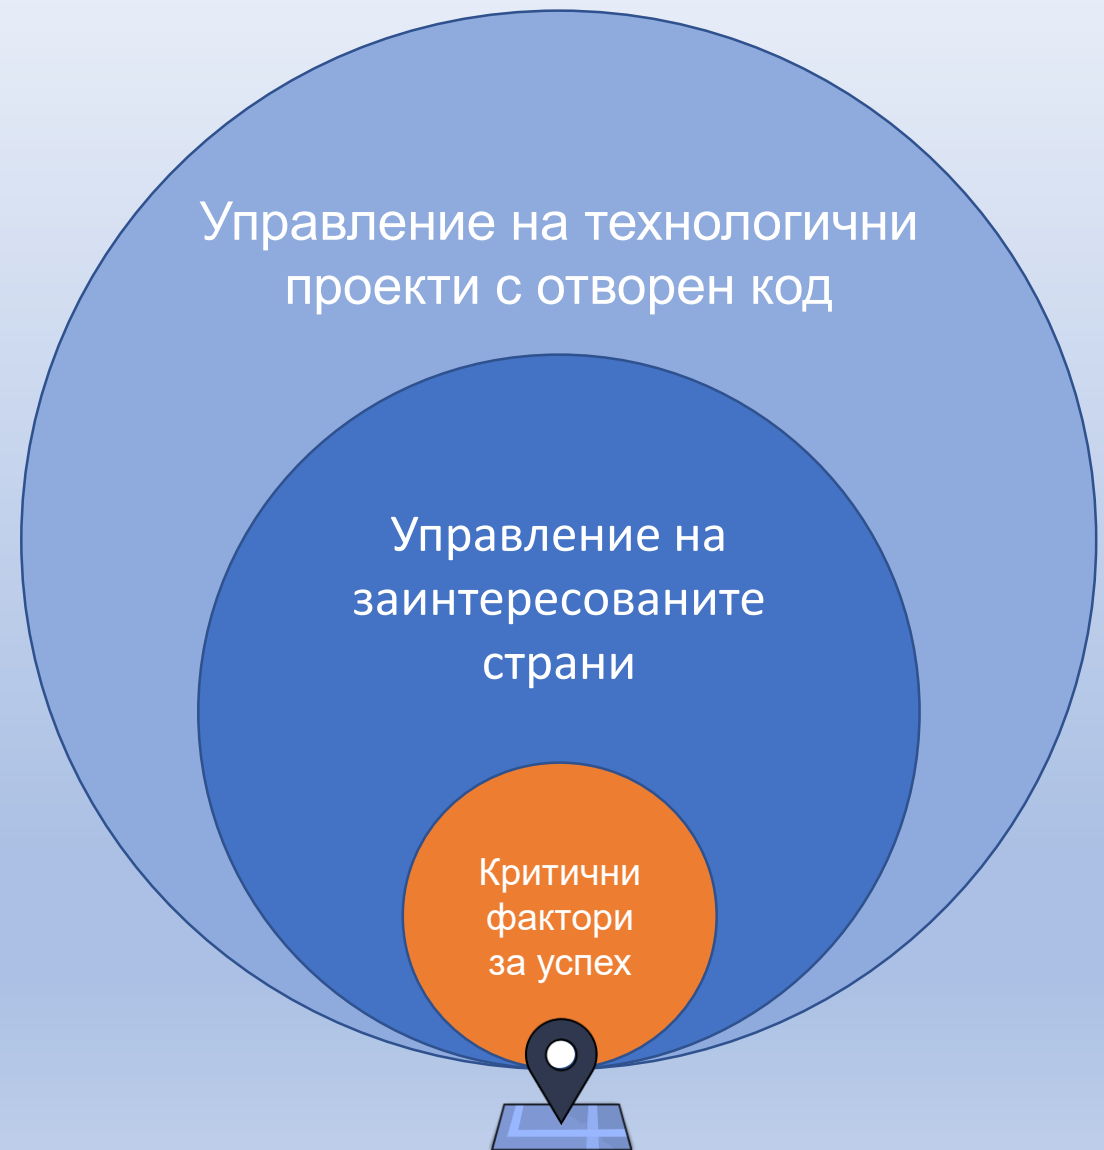 Управление на технологични
проекти с отворен код
Управление на
заинтересованите
страни
Критични
фактори
за успех